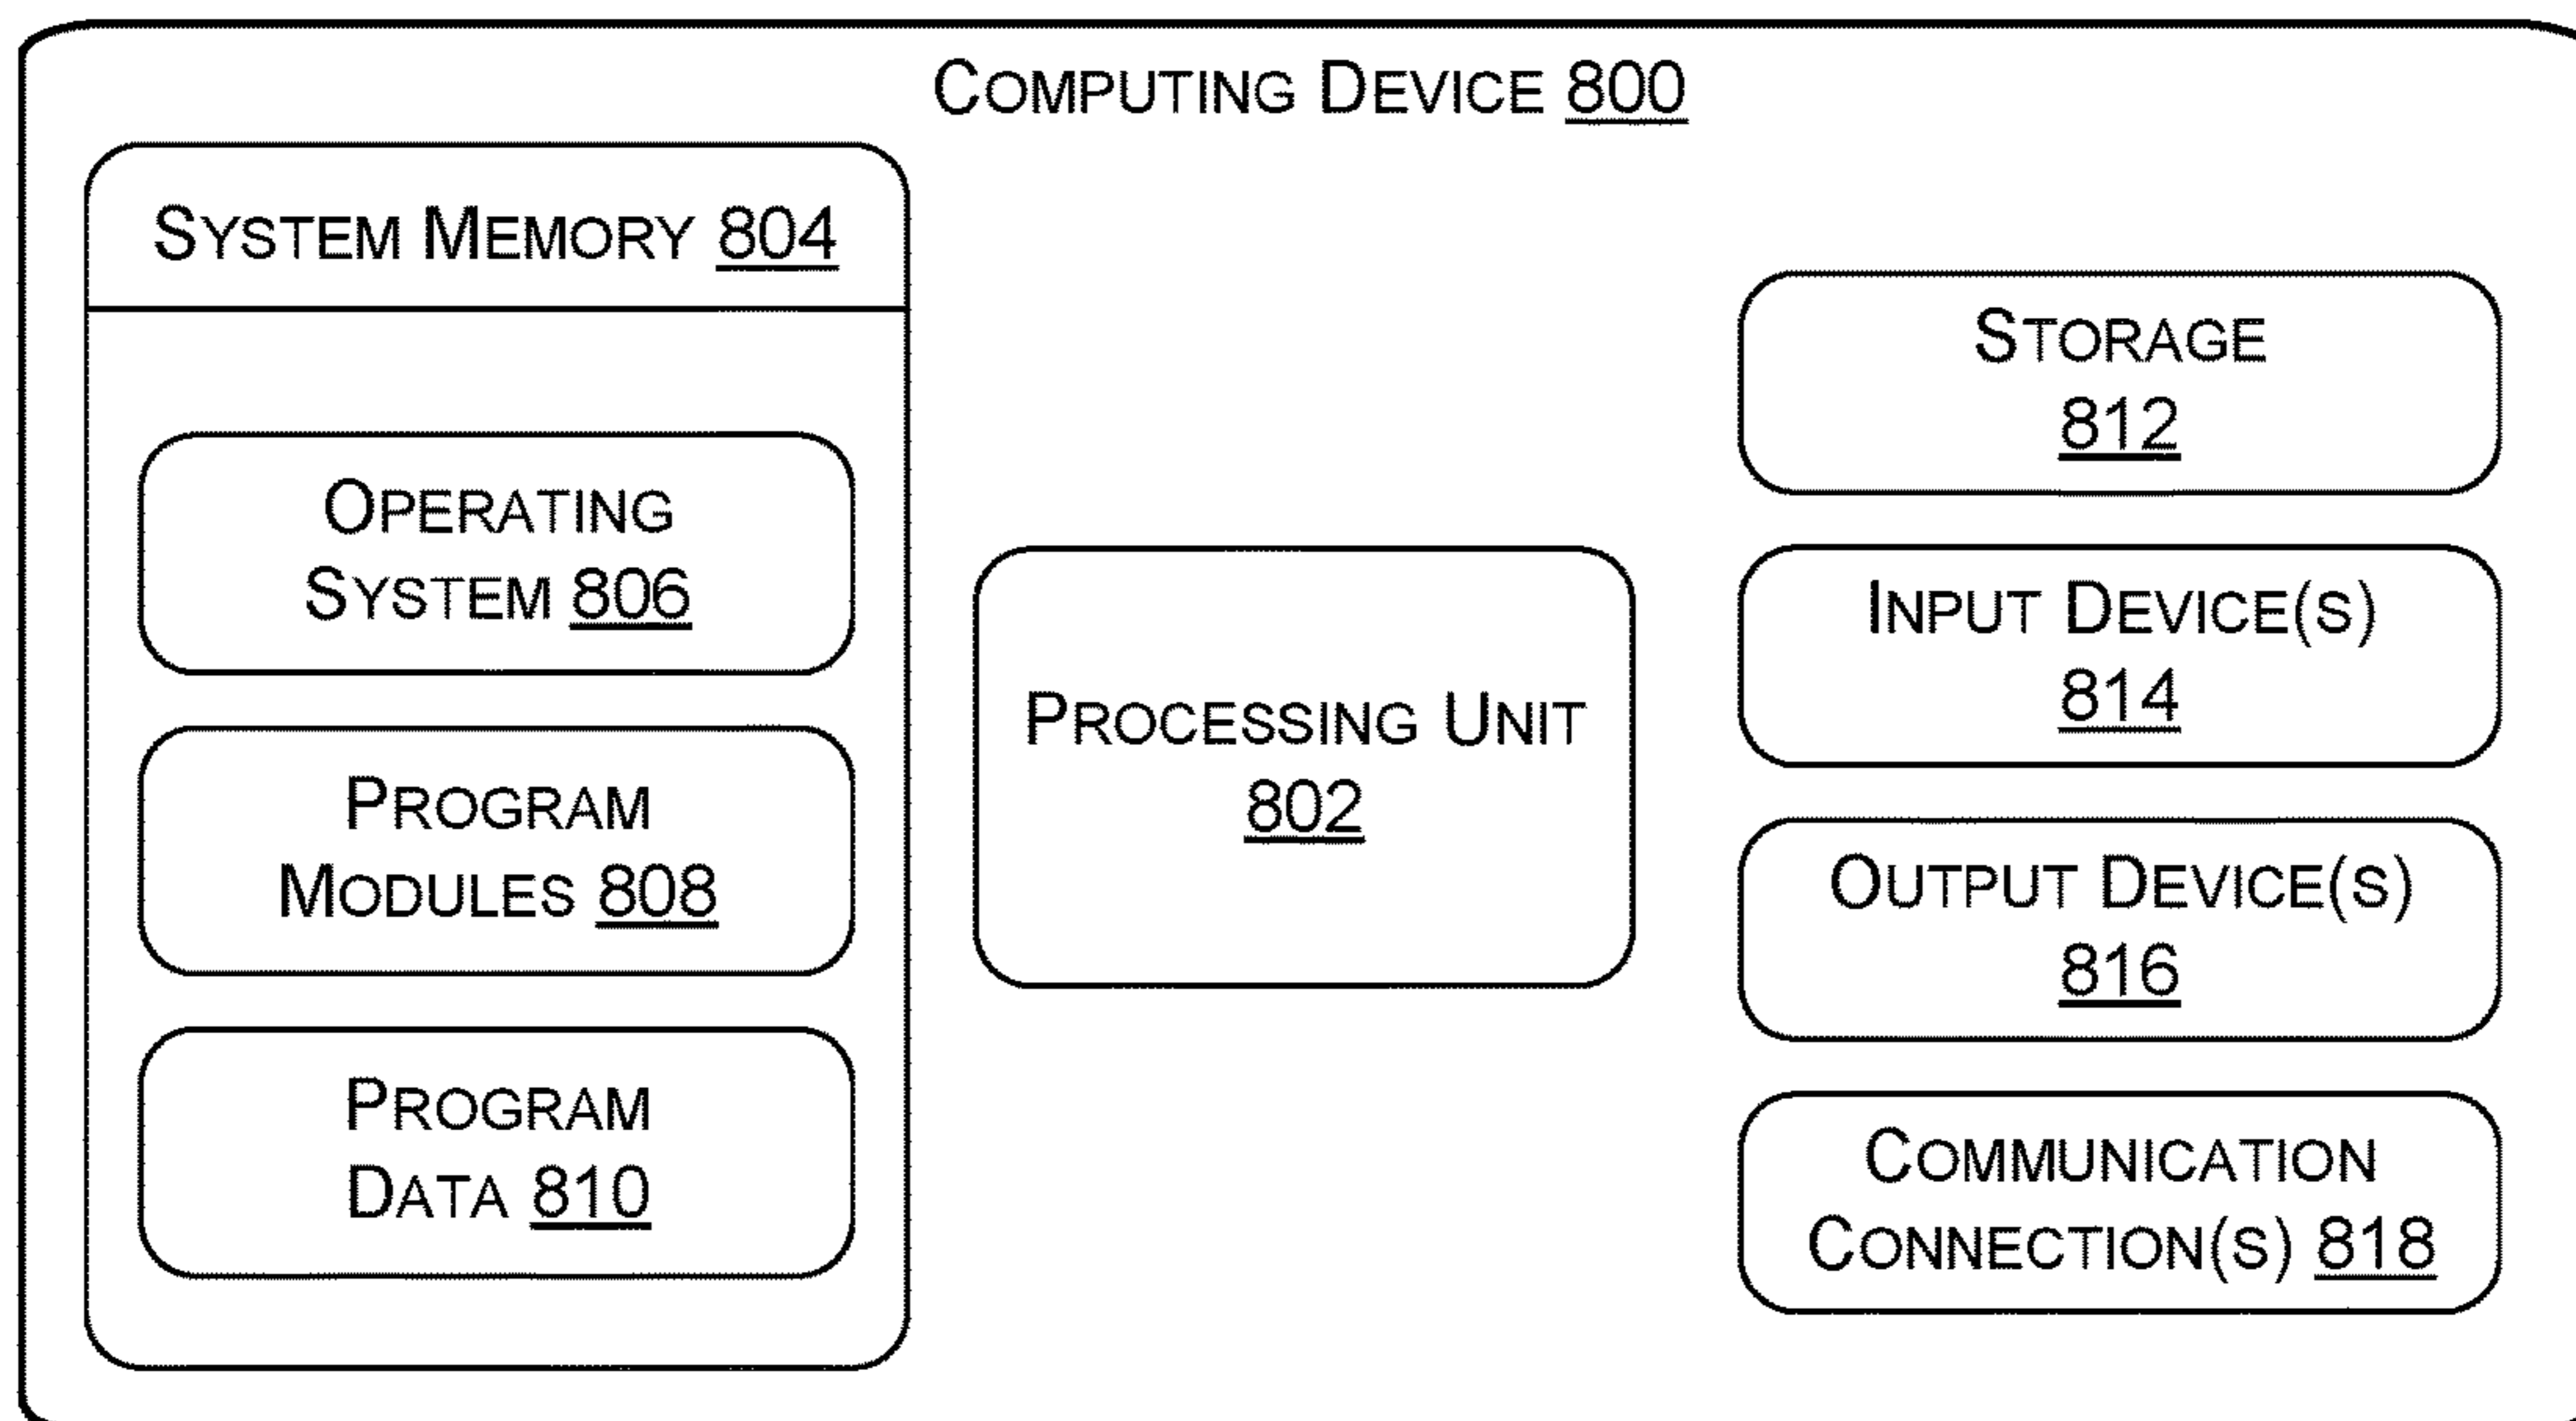 COMPUTING DEVICE 800
SYSTEM MEMORY 804
OPERATING
SYSTEM 806
PROGRAM
MODULES 808
PROGRAM
DATA 810
PROCESSING UNIT
802
STORAGE
812
INPUT DEVICE(S)
814
OUTPUT DEVICE(S)
816
COMMUNICATION
CONNECTION(S) 818